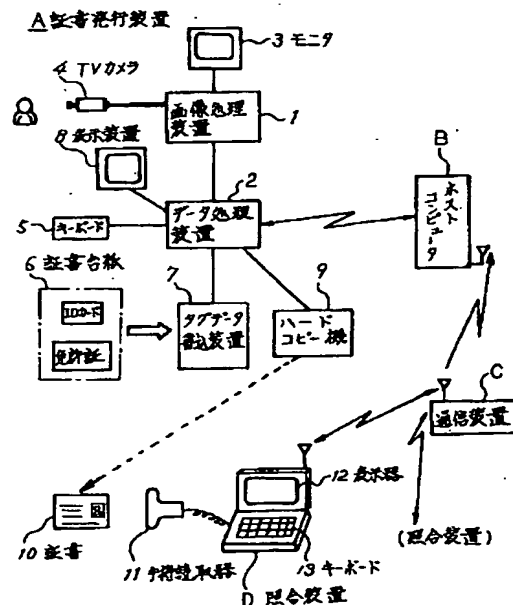 A 証書発行装置
3 モニタ
4 TVカメラ
画像処理
装置
1
8 表示装置
2
データ処理
装置
5
キーボード
B
ホスト
コンピュータ
6 証書台板
IDカード
免許証
7
タグデータ
書込装置
9
ハード
コピー機
C
通信装置
(照合装置)
12 表示器
10 証書
11 手持読取器
13 キーボード
D 照合装置